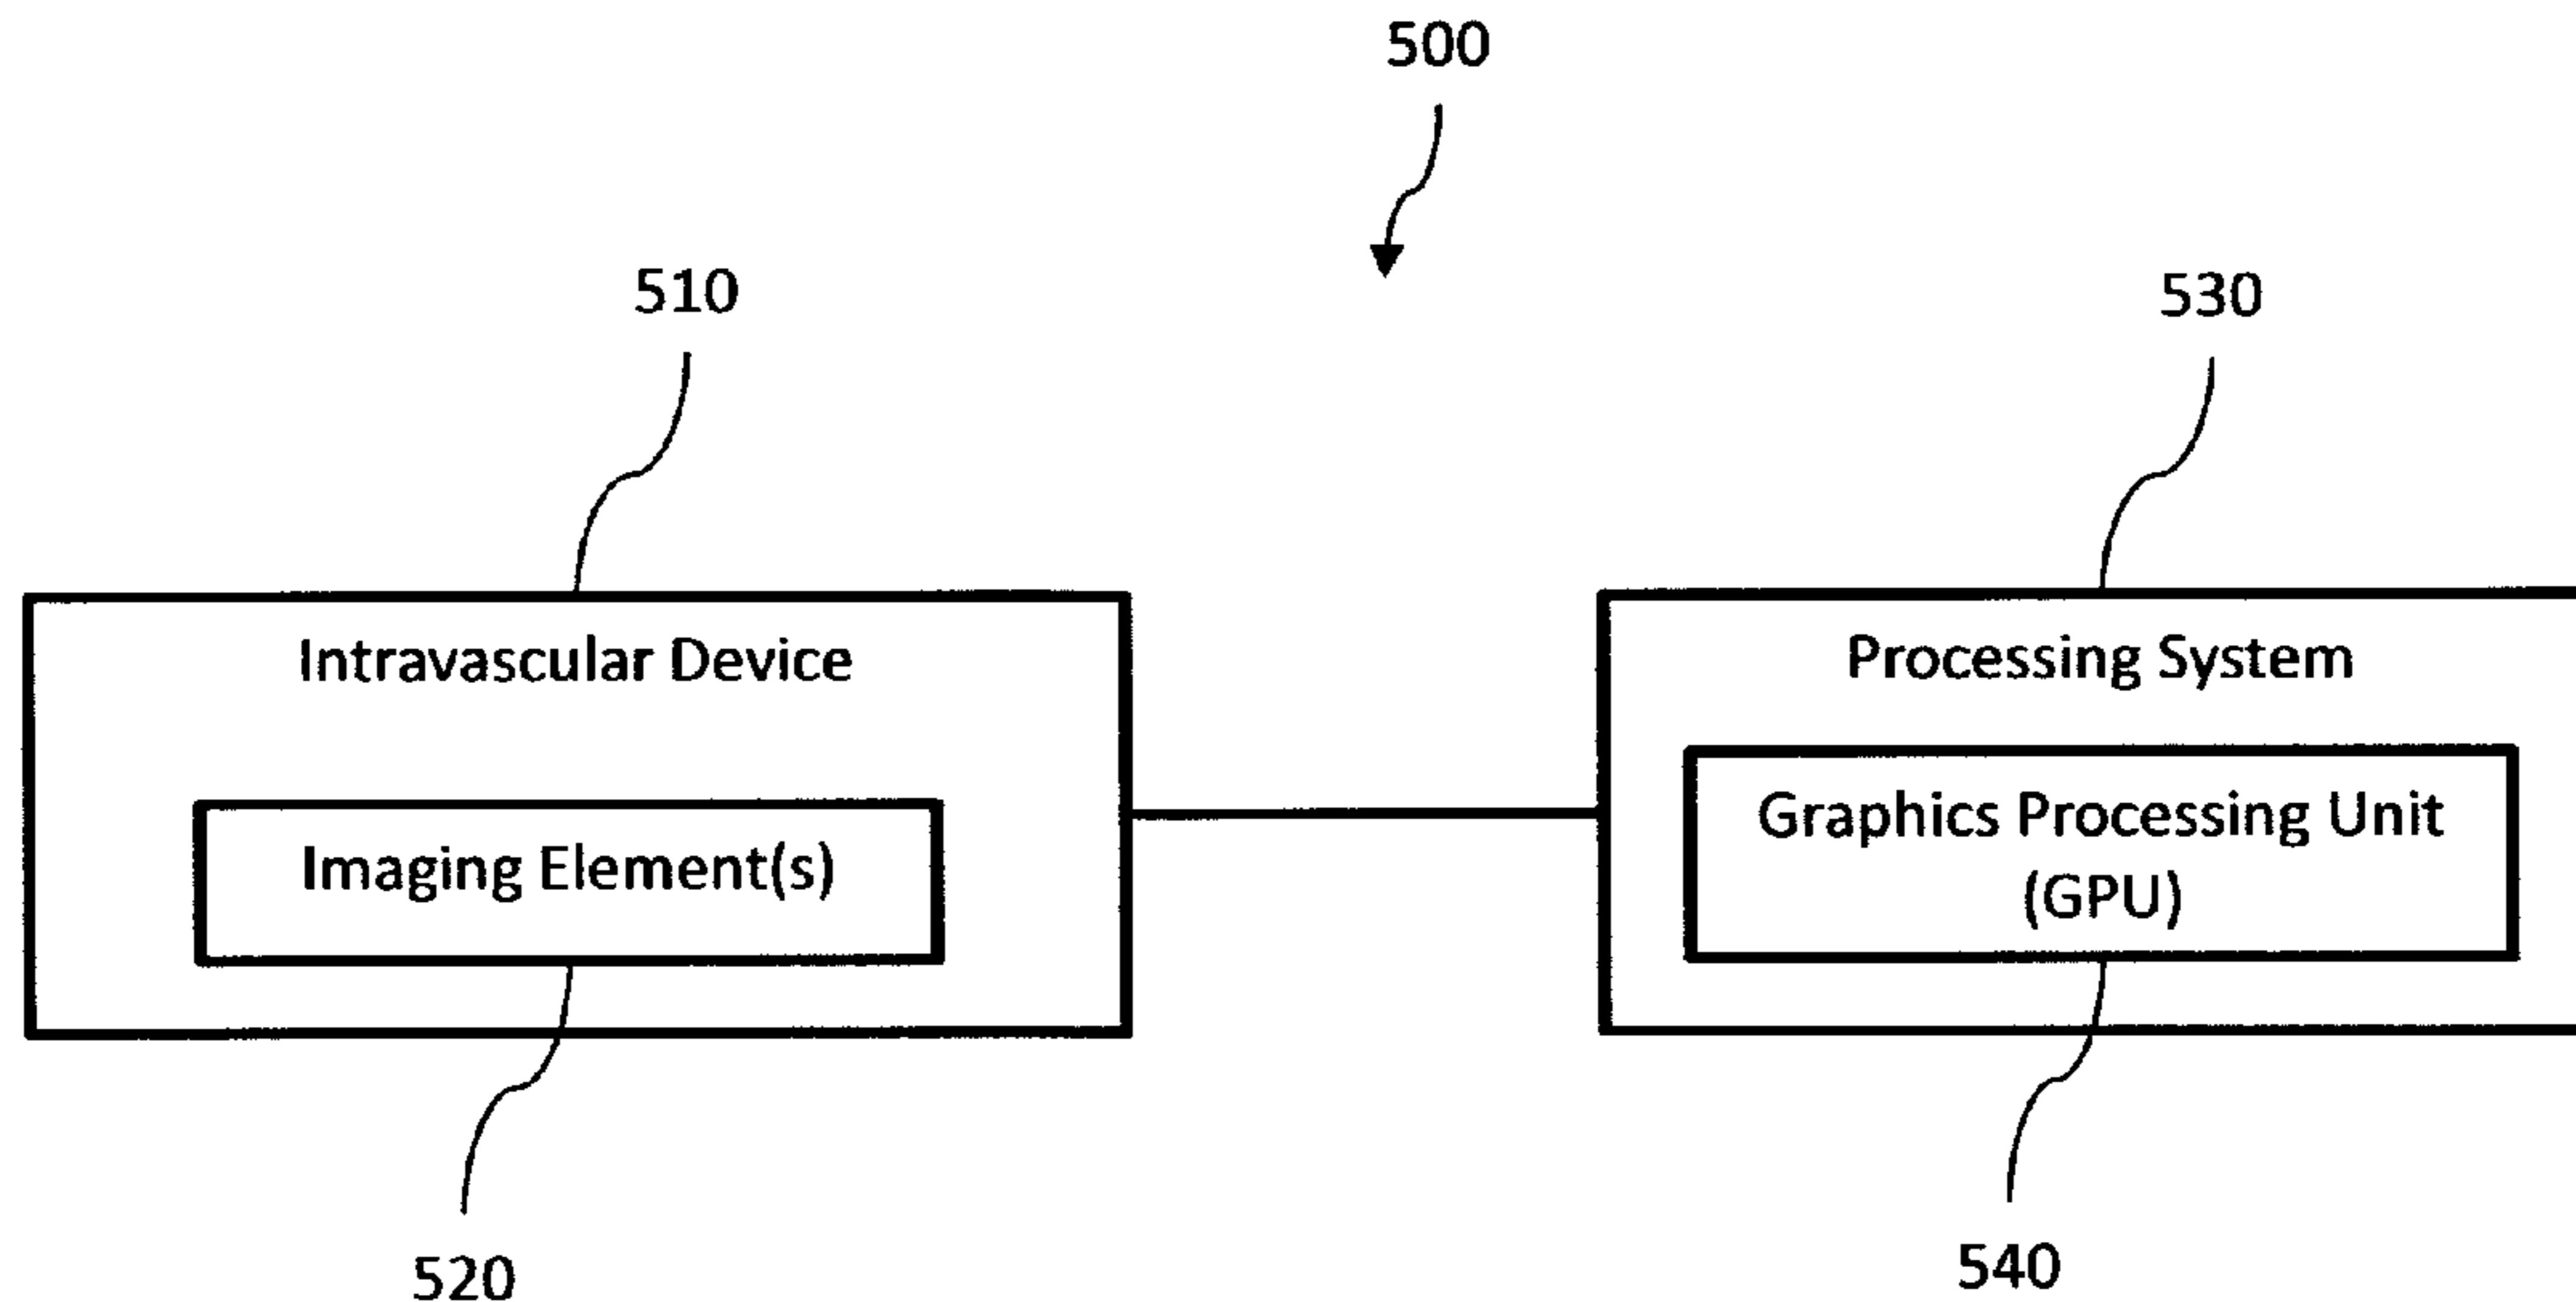 500
510
530
Intravascular Device
Processing System
Imaging Element(s)
Graphics Processing Unit
(GPU)
520
540